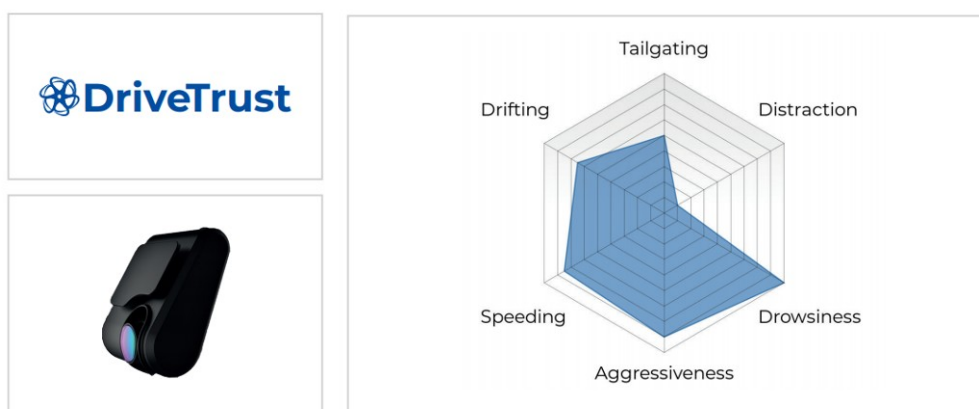 DriveTrust
Tailgating
Drifting
Distraction
Speeding
Drowsiness
Aggressiveness